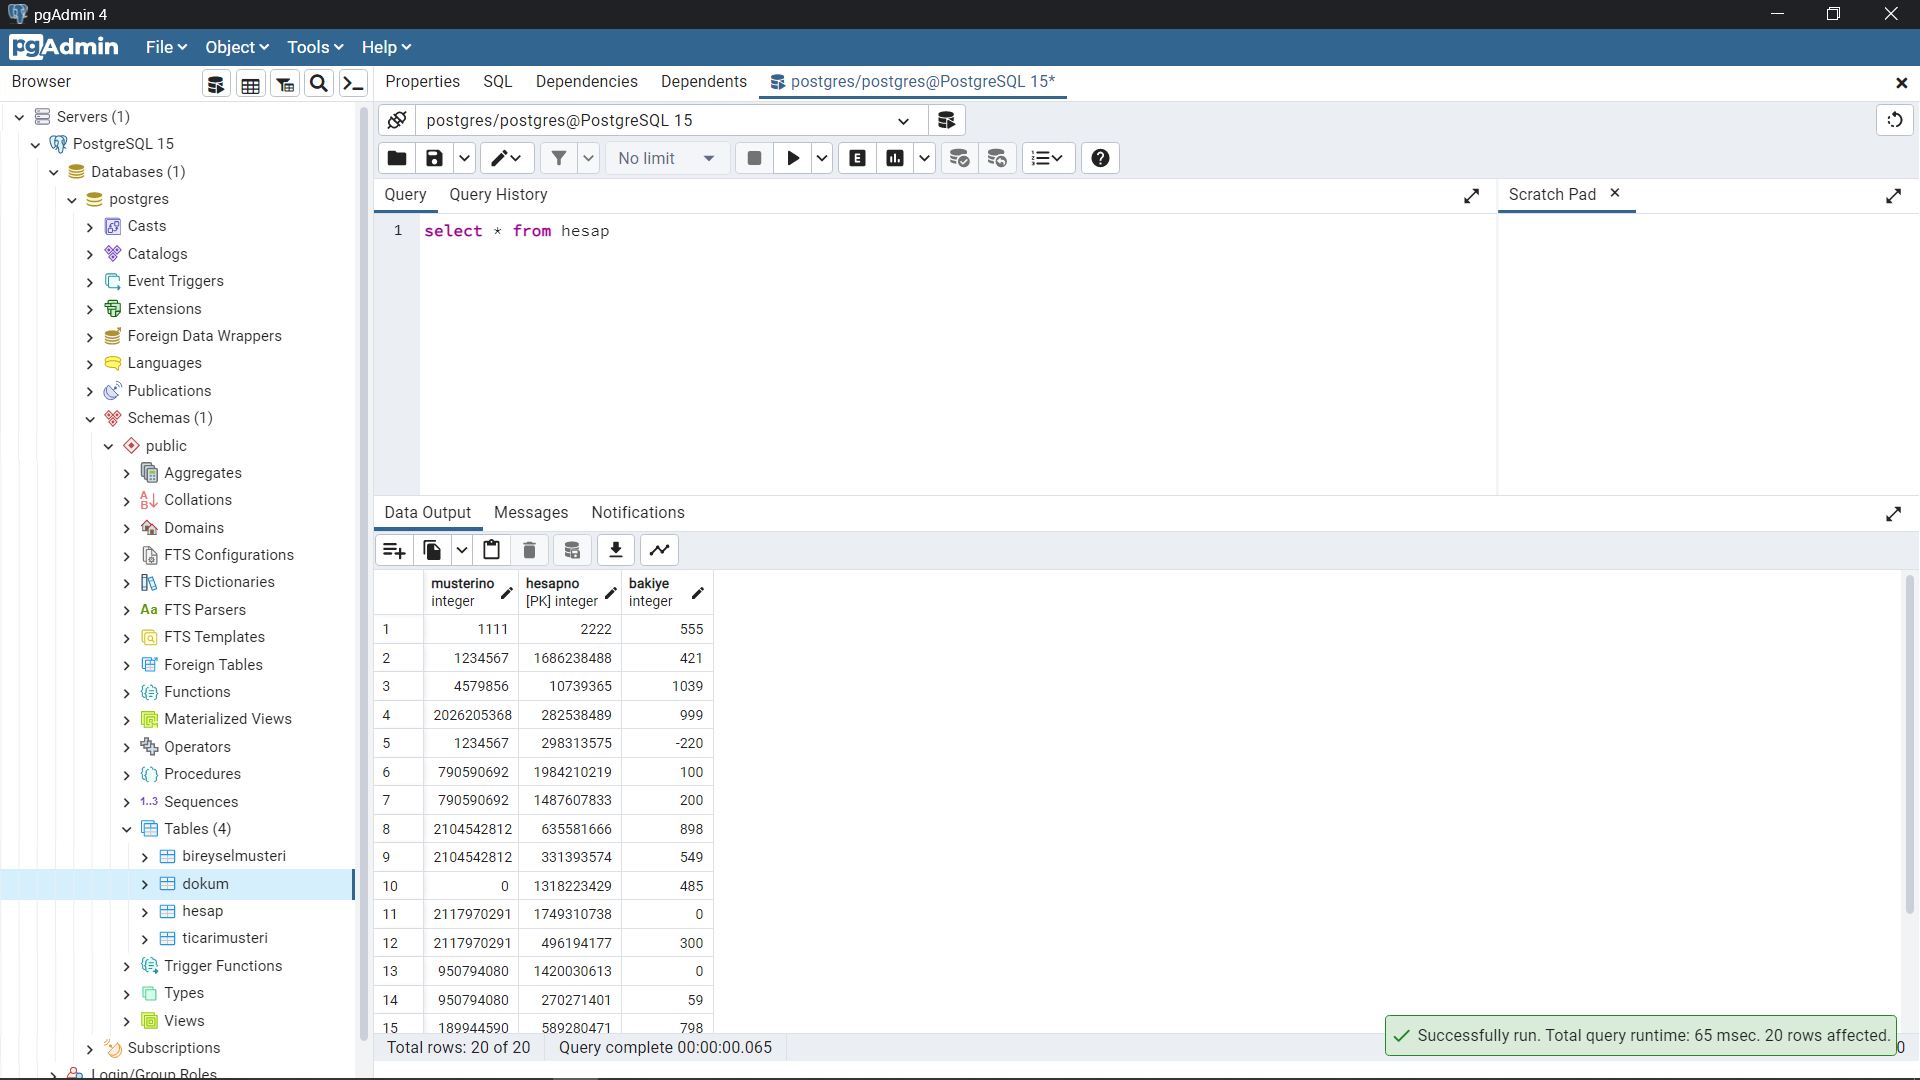 pgAdmin 4
pgAdmin File Object Tools Help
Browser
Properties SQL Dependencies Dependents postgres/postgres@PostgreSQL 15*
Servers (1)
PostgreSQL 15
Databases (1)
postgres
Casts
Catalogs
Event Triggers
Extensions
Foreign Data Wrappers
Languages
Publications
Schemas (1)
public
Aggregates
Collations
Domains
FTS Configurations
FTS Dictionaries
Aa FTS Parsers
FTS Templates
Foreign Tables
Functions
Materialized Views
Operators
Procedures
1..3 Sequences
Tables (4)
bireyselmusteri
dokum
hesap
ticarimusteri
Trigger Functions
Types
Views
Subscriptions
Login/Group Roles
postgres/postgres@PostgreSQL 15
No limit
E
Query Query History
Scratch Pad
1 select * from hesap
Data Output Messages Notifications
musterino integer hesapno [PK] integer bakiye integer
1 1111 2222 555
2 1234567 1686238488 421
3 4579856 10739365 1039
4 2026205368 282538489 999
5 1234567 298313575 -220
6 790590692 1984210219 100
7 790590692 1487607833 200
8 2104542812 635581666 898
9 2104542812 331393574 549
10 0 1318223429 485
11 2117970291 1749310738 0
12 2117970291 496194177 300
13 950794080 1420030613 0
14 950794080 270271401 59
15 189944590 589280471 798
Total rows: 20 of 20 Query complete 00:00:00.065
Successfully run. Total query runtime: 65 msec. 20 rows affected.